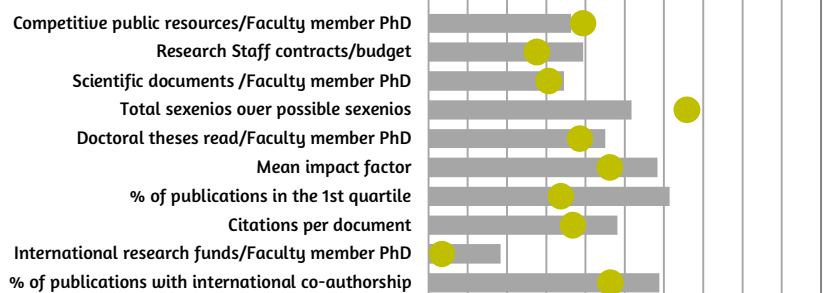 Competitive public resources/Faculty member PhD
Research Staff contracts/budget
Scientific documents /Faculty member PhD
Total sexenios over possible sexenios
Doctoral theses read/Faculty member PhD
Mean impact factor
% of publications in the 1st quartile
Citations per document
International research funds/Faculty member PhD
% of publications with international co-authorship